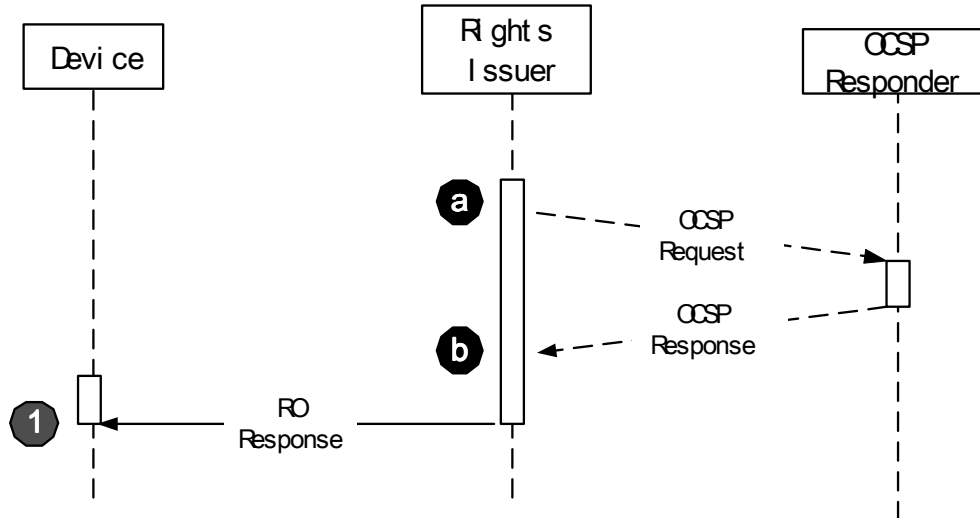 Device
Rights
Issuer
OCSP
Responder
a
OCSP
Request
OCSP
Response
b
1
RO
Response